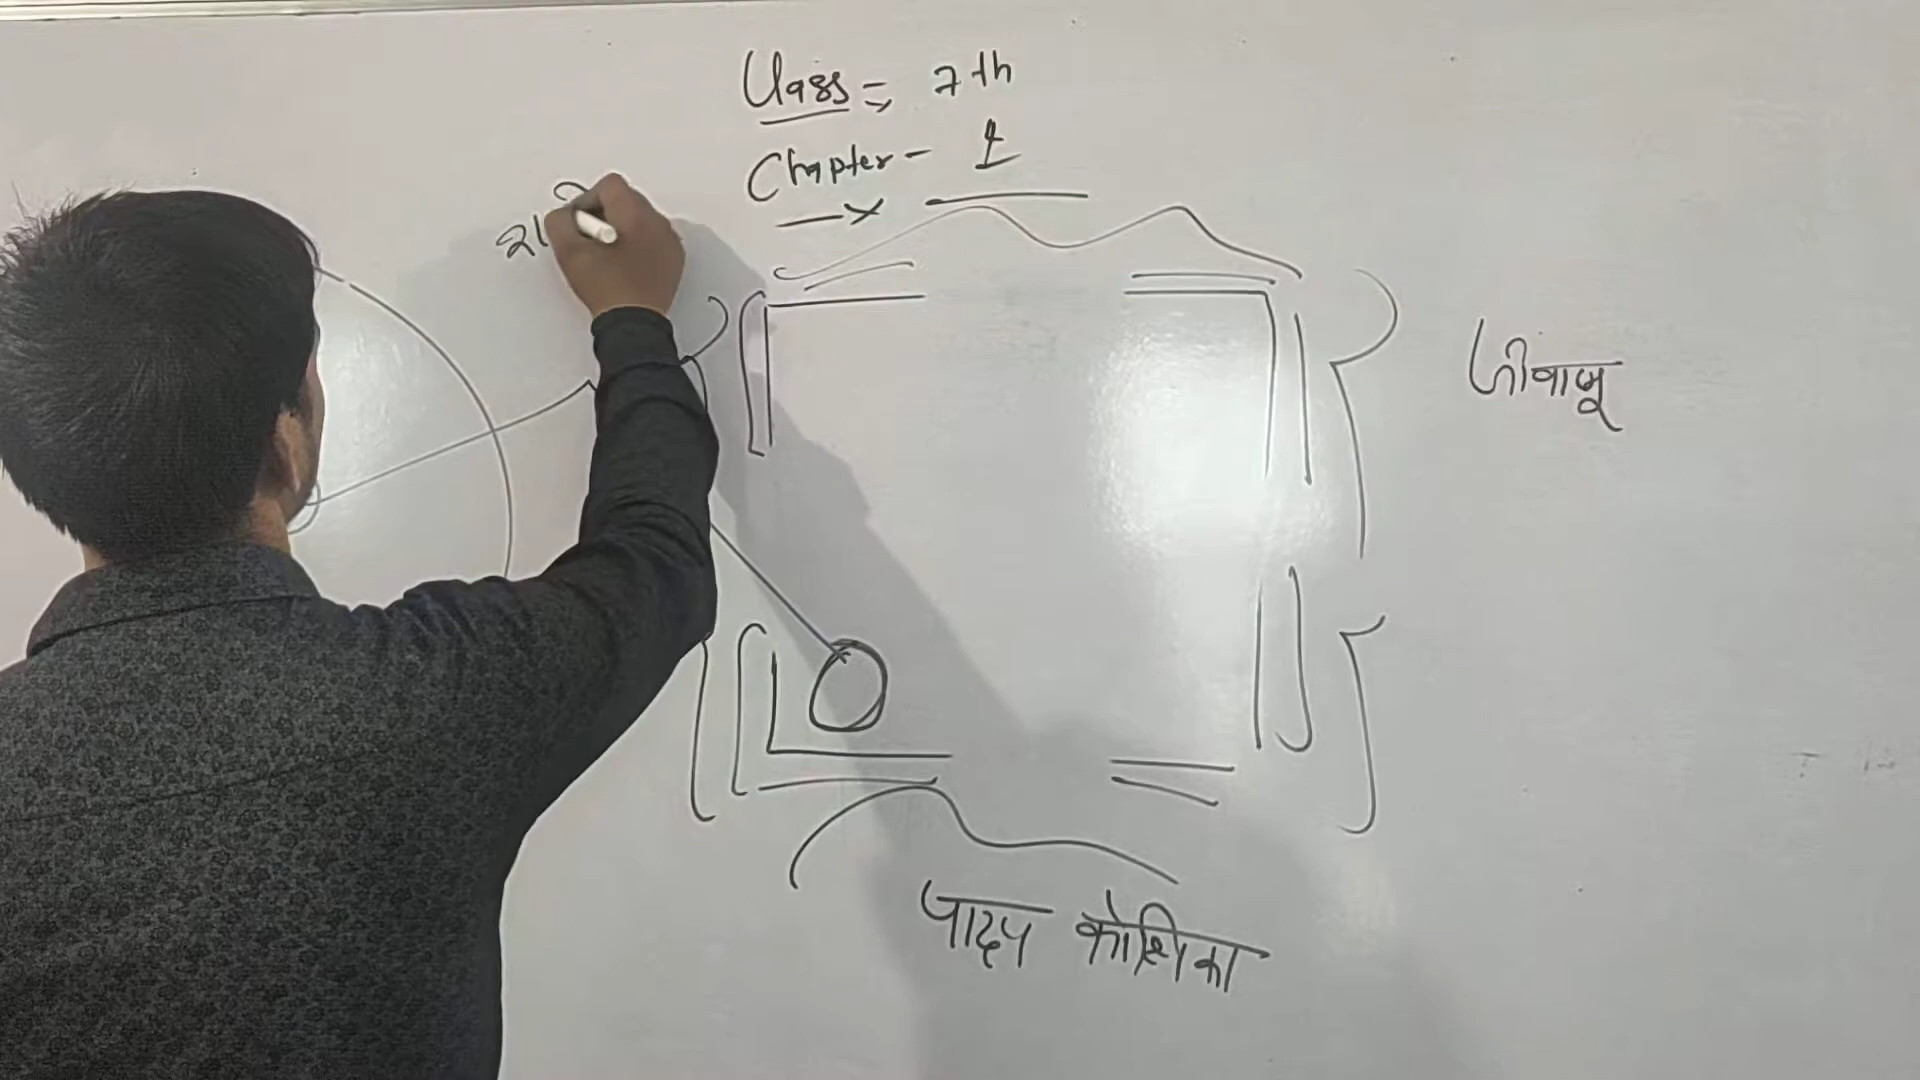 Class = 7th
Chapter - 1
जीवाणु
पादप कोशिका